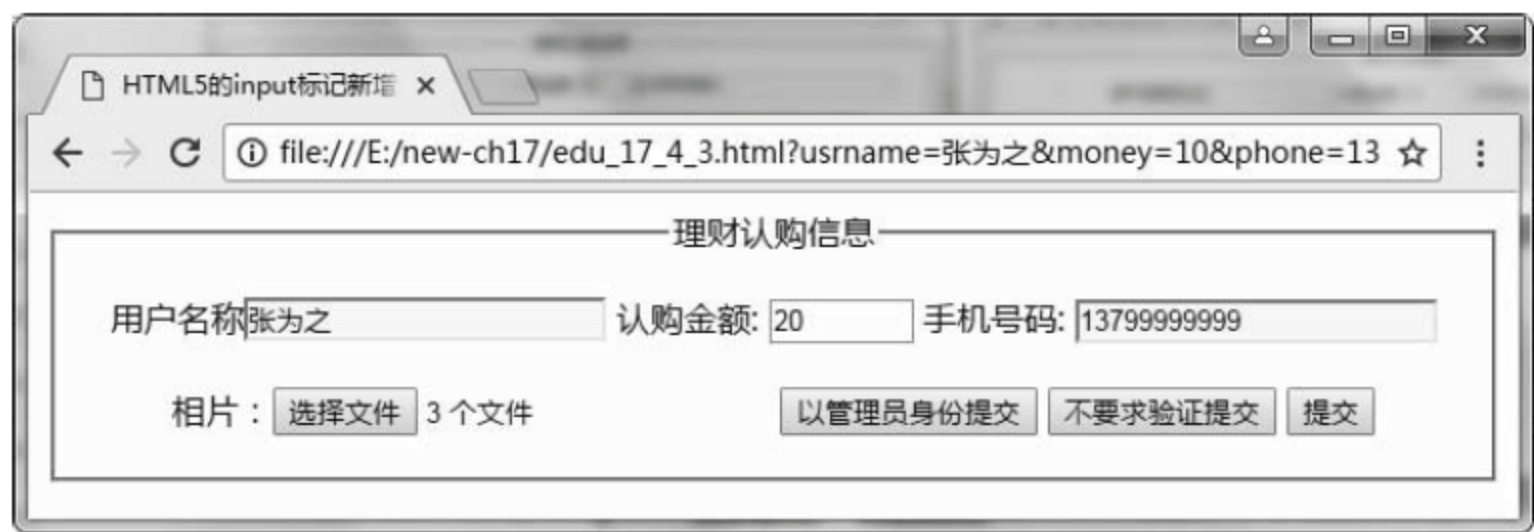 HTML5的input标记新增
file:///E:/new-ch17/edu_17_4_3.html?usrname=张为之&money=10&phone=13
理财认购信息
用户名称 张为之 认购金额: 20 手机号码: 13799999999
相片： 选择文件 3 个文件 以管理员身份提交 不要求验证提交 提交